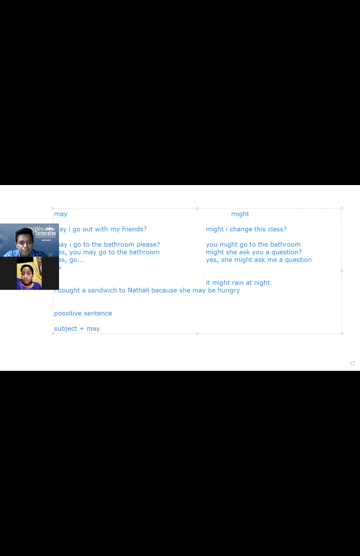 may
might
ay i go out with my friends?
might i change this class?
ay i go to the bathroom please?
you might go to the bathroom
es, you may go to the bathroom
might she ask you a question?
es, go...
yes, she might ask me a question
it might rain at night.
i bought a sandwich to Nathali because she may be hungry
possitive sentence
subject + may